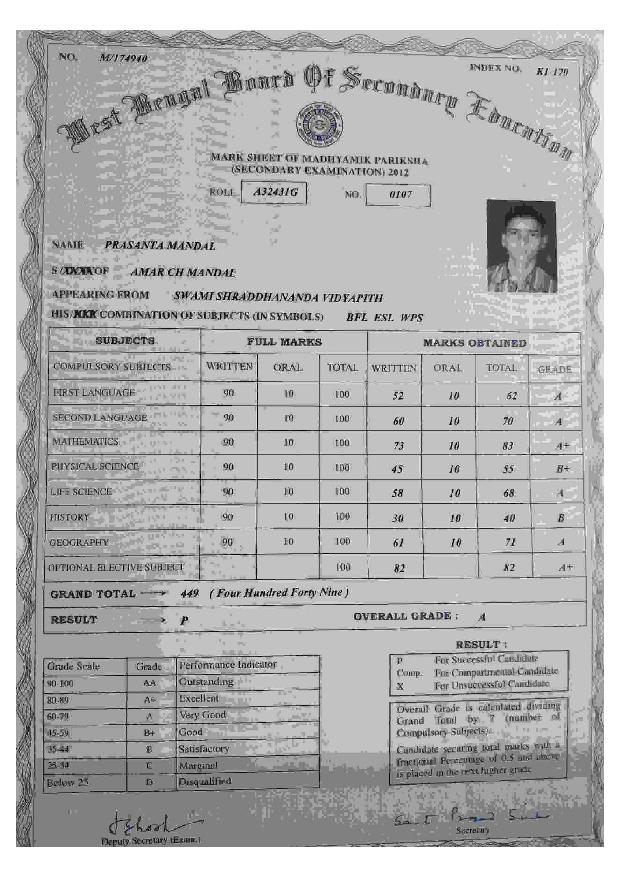 NO. M/174940 INDEX NO. K1-179
West Bengal Board Of Secondary Education
MARK SHEET OF MADHYAMIK PARIKSHA
(SECONDARY EXAMINATION) 2012
ROLL A32431G NO. 0107
NAME PRASANTA MANDAL
S/XXXX OF AMAR CH MANDAL
APPEARING FROM SWAMI SHRADDHANANDA VIDYAPITH
HIS/XXX COMBINATION OF SUBJECTS (IN SYMBOLS) BFL ESL WPS
SUBJECTS FULL MARKS MARKS OBTAINED
COMPULSORY SUBJECTS WRITTEN ORAL TOTAL WRITTEN ORAL TOTAL GRADE
FIRST LANGUAGE 90 10 100 52 10 62 A
SECOND LANGUAGE 90 10 100 60 10 70 A
MATHEMATICS 90 10 100 73 10 83 A+
PHYSICAL SCIENCE 90 10 100 45 10 55 B+
LIFE SCIENCE 90 10 100 58 10 68 A
HISTORY 90 10 100 30 10 40 B
GEOGRAPHY 90 10 100 61 10 71 A
OPTIONAL ELECTIVE SUBJECT 100 82 82 A+
GRAND TOTAL 449 ( Four Hundred Forty Nine )
RESULT P OVERALL GRADE : A
Grade Scale Grade Performance Indicator
90-100 AA Outstanding
80-89 A+ Excellent
60-79 A Very Good
45-59 B+ Good
35-44 B Satisfactory
25-34 C Marginal
Below 25 D Disqualified
RESULT :
P For Successful Candidate
Comp. For Compartmental Candidate
X For Unsuccessful Candidate
Overall Grade is calculated dividing
Grand Total by 7 (number of
Compulsory Subjects).
Candidate securing total marks with a
fractional Percentage of 0.5 and above
is placed in the next higher grade
Deputy Secretary (Exam.)
Secretary